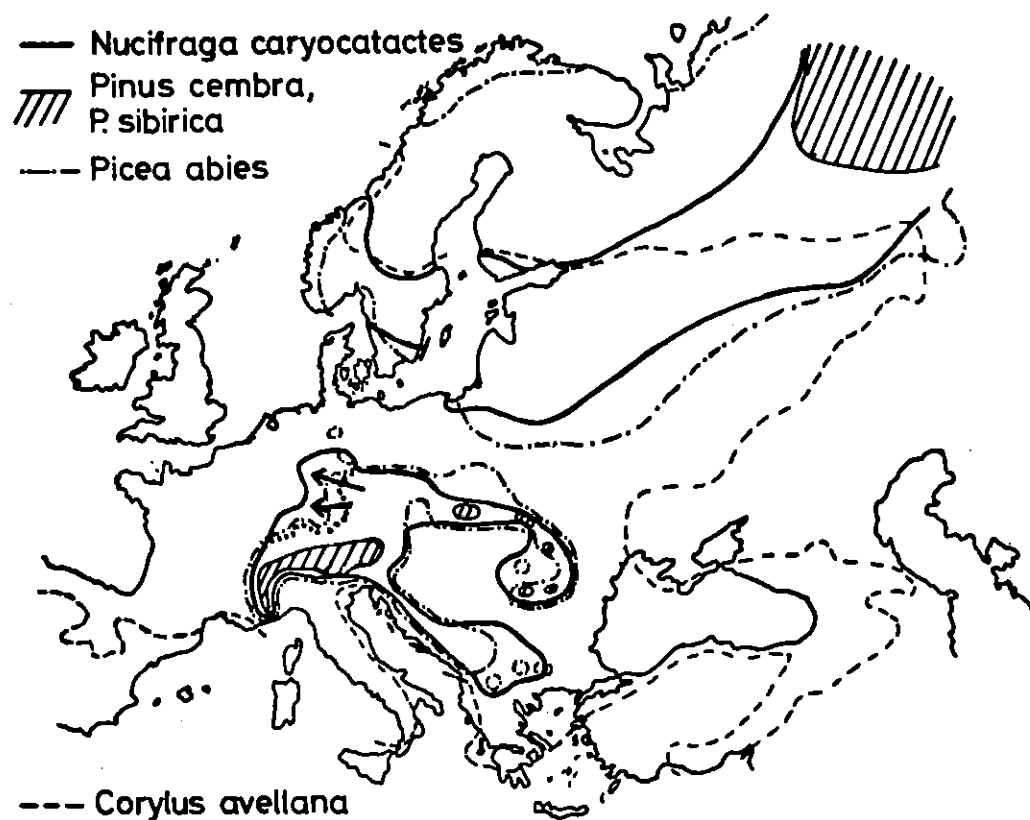 Nucifraga caryocatactes
Pinus cembra,
P. sibirica
Picea abies
Corylus avellana